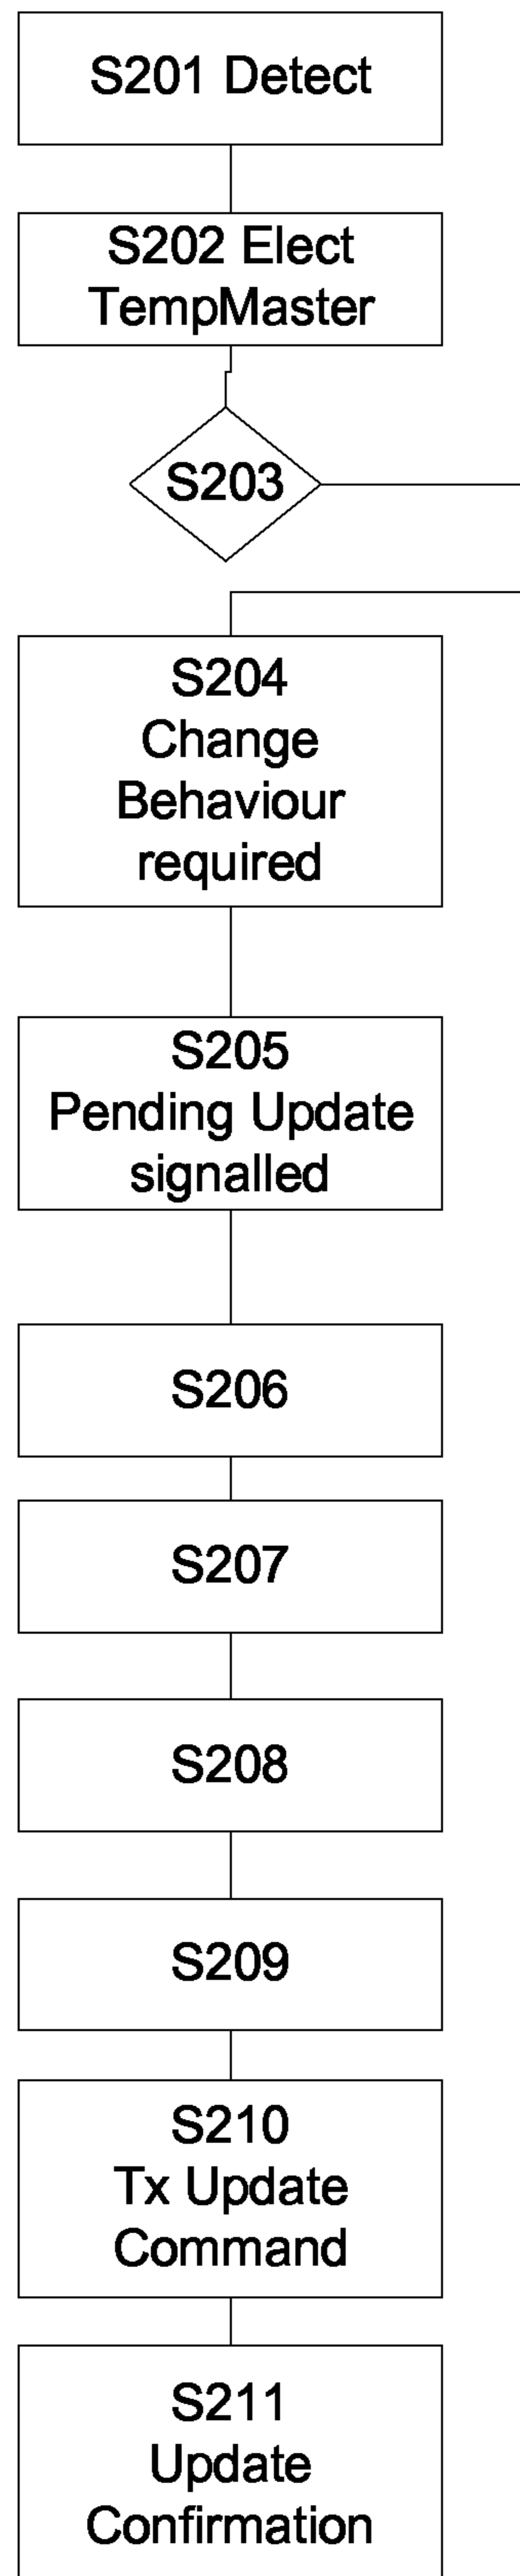 S201 Detect
S202 Elect
TempMaster
S203
S204
Change
Behaviour
required
S205
Pending Update
signalled
S206
S207
S208
S209
S210
Tx Update
Command
S211
Update
Confirmation